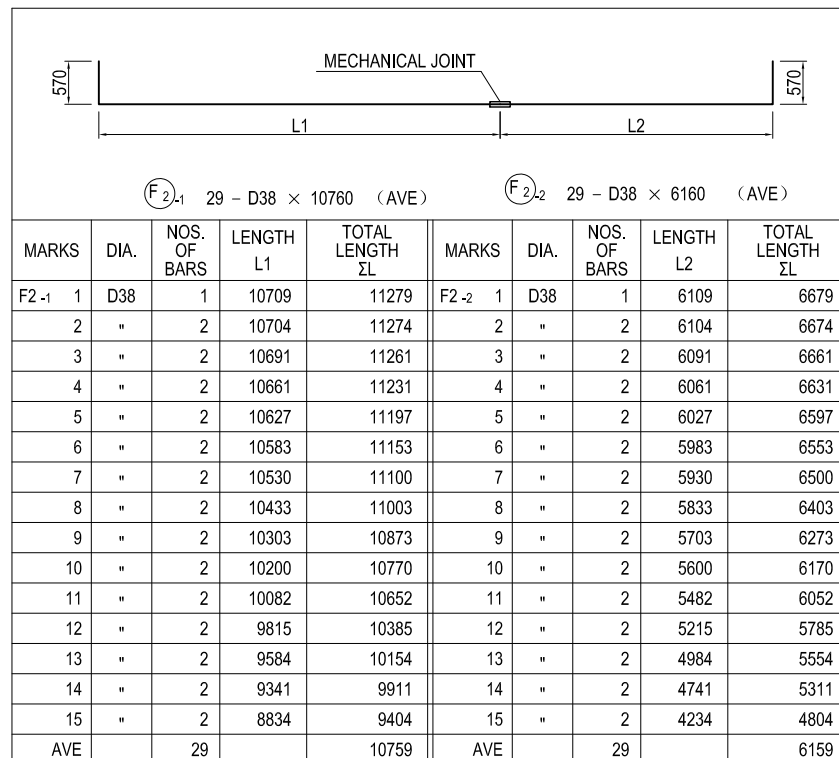 MECHANICAL JOINT
570
570
L1
L2
F 2 -1 29 – D38 × 10760 (AVE)
F 2 -2 29 – D38 × 6160 (AVE)
MARKS DIA. NOS. OF BARS LENGTH L1 TOTAL LENGTH ΣL MARKS DIA. NOS. OF BARS LENGTH L2 TOTAL LENGTH ΣL
F2 -1 1 D38 1 10709 11279 F2 -2 1 D38 1 6109 6679
2 " 2 10704 11274 2 " 2 6104 6674
3 " 2 10691 11261 3 " 2 6091 6661
4 " 2 10661 11231 4 " 2 6061 6631
5 " 2 10627 11197 5 " 2 6027 6597
6 " 2 10583 11153 6 " 2 5983 6553
7 " 2 10530 11100 7 " 2 5930 6500
8 " 2 10433 11003 8 " 2 5833 6403
9 " 2 10303 10873 9 " 2 5703 6273
10 " 2 10200 10770 10 " 2 5600 6170
11 " 2 10082 10652 11 " 2 5482 6052
12 " 2 9815 10385 12 " 2 5215 5785
13 " 2 9584 10154 13 " 2 4984 5554
14 " 2 9341 9911 14 " 2 4741 5311
15 " 2 8834 9404 15 " 2 4234 4804
AVE 29 10759 AVE 29 6159